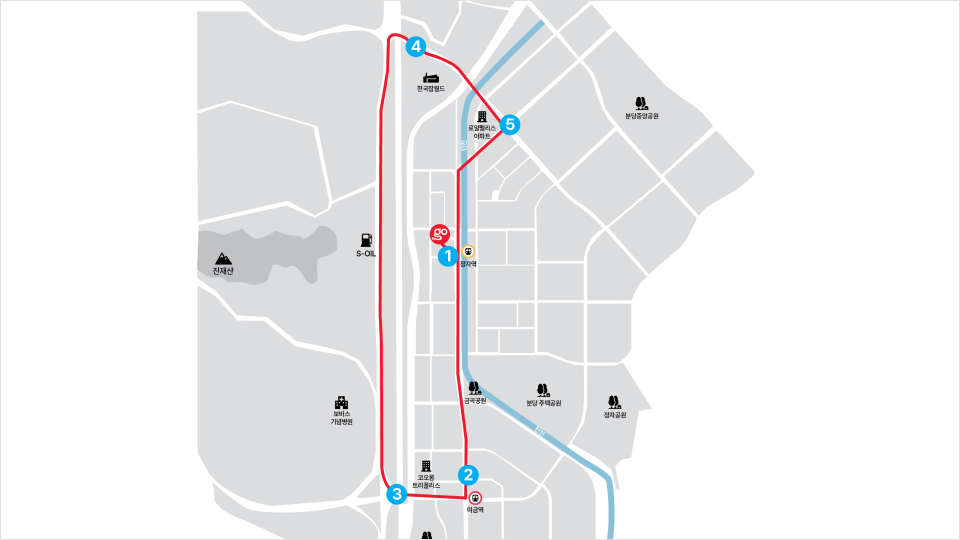 4
한국잡월드
분당중앙공원
5
로얄팰리스
아파트
go
S-OIL
1
정자역
진재산
금곡공원
분당 주택공원
정자공원
보바스
기념병원
코오롱
트리폴리스
2
3
미금역